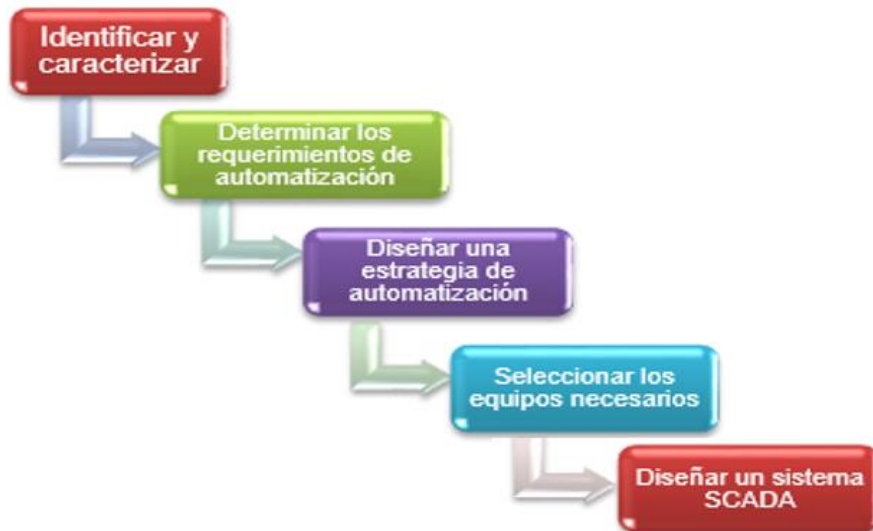 Identificar y
caracterizar
Determinar los
requerimientos de
automatización
Diseñar una
estrategia de
automatización
Seleccionar los
equipos necesarios
Diseñar un sistema
SCADA